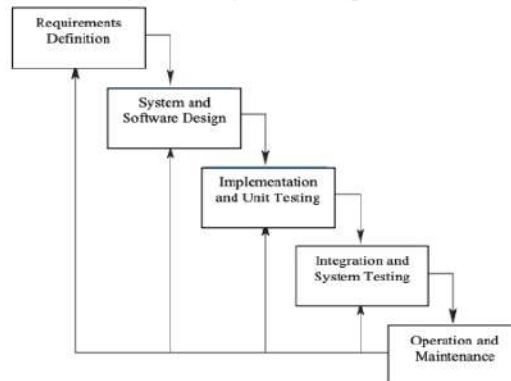 Requirements
Definition
System and
Software Design
Implementation
and Unit Testing
Integration and
System Testing
Operation and
Maintenance